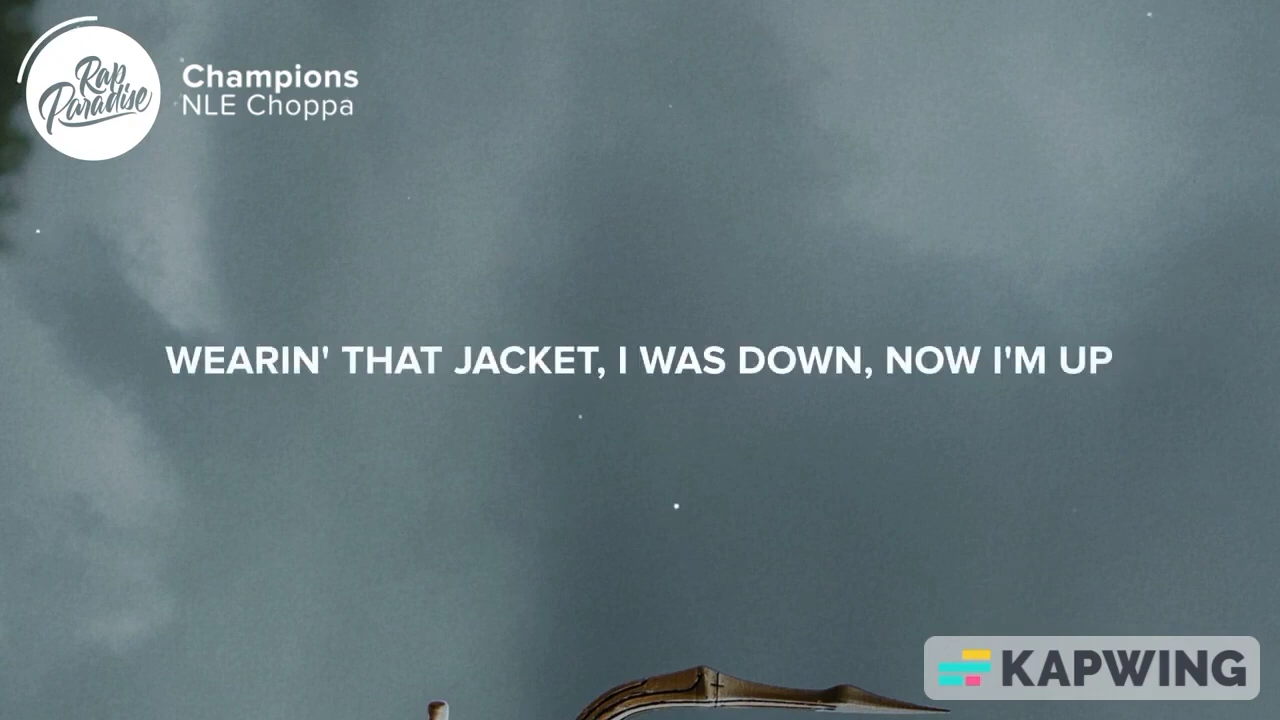 Rap
Paradise
Champions
NLE Choppa
WEARIN' THAT JACKET, I WAS DOWN, NOW I'M UP
KAPWING